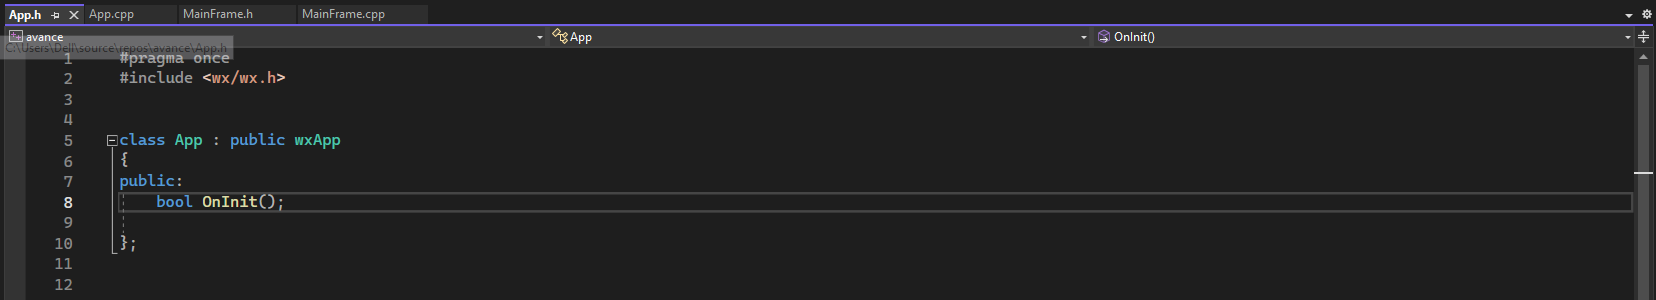 App.h App.cpp MainFrame.h MainFrame.cpp
avance App OnInit()
C:\Users\Dell\source\repos\avance\App.h
1 #pragma once
2 #include <wx/wx.h>
3
4
5 class App : public wxApp
6 {
7 public:
8 bool OnInit();
9
10 };
11
12